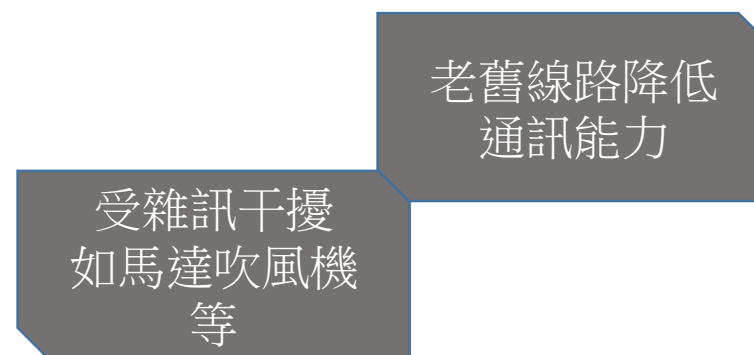 老舊線路降低
通訊能力
受雜訊干擾
如馬達吹風機
等